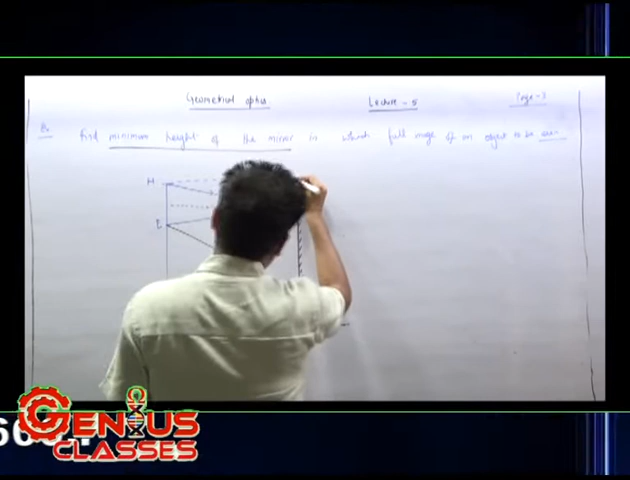 Geometrical optics Lecture - 5 Page - 3
Q. Find minimum height of the mirror in which full image of an object to be seen
H
E
GENIUS
CLASSES